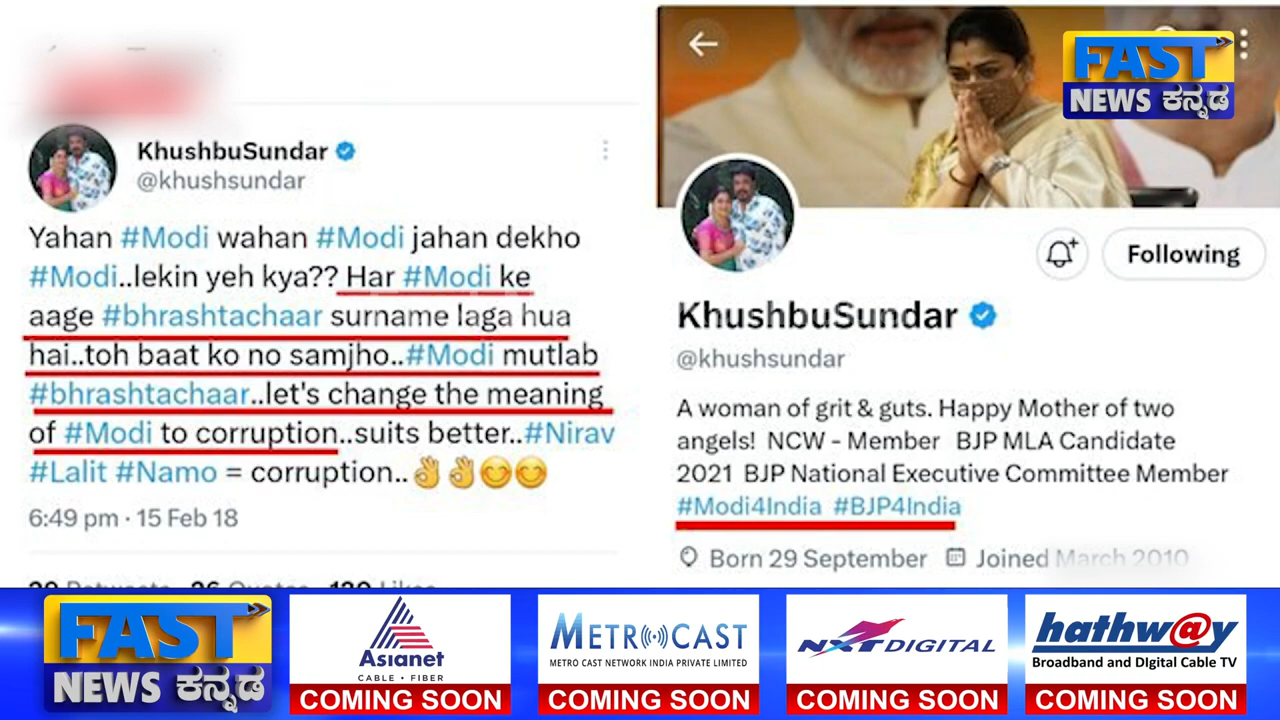 KhushbuSundar
@khushsundar
Yahan #Modi wahan #Modi jahan dekho
#Modi..lekin yeh kya?? Har #Modi ke
aage #bhrashtachaar surname laga hua
hai..toh baat ko no samjho..#Modi mutlab
#bhrashtachaar..let's change the meaning
of #Modi to corruption..suits better..#Nirav
#Lalit #Namo = corruption..👌👌😊😊
6:49 pm · 15 Feb 18
FAST
NEWS ಕನ್ನಡ
Following
KhushbuSundar
@khushsundar
A woman of grit & guts. Happy Mother of two
angels! NCW - Member BJP MLA Candidate
2021 BJP National Executive Committee Member
#Modi4India #BJP4India
Born 29 September Joined March 2010
FAST
NEWS ಕನ್ನಡ
Asianet
CABLE • FIBER
COMING SOON
METROCAST
METRO CAST NETWORK INDIA PRIVATE LIMITED
COMING SOON
NXTDIGITAL
COMING SOON
hathw@y
Broadband and Digital Cable TV
COMING SOON